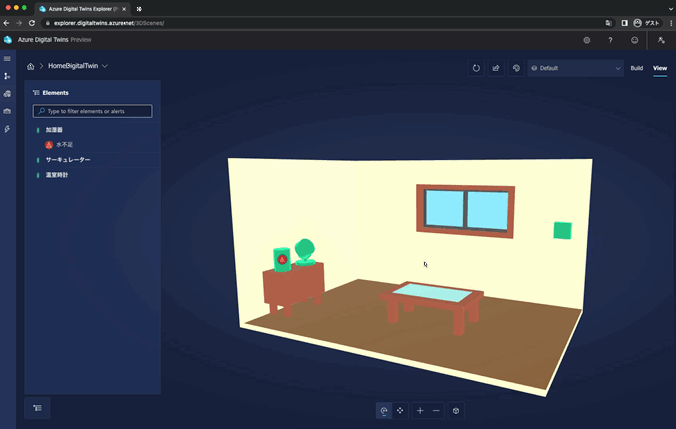 Azure Digital Twins Explorer (P
explorer.digitaltwins.azure.net/3DScenes/
ゲスト
Azure Digital Twins Preview
HomeDigitalTwin
Default
Build
View
Elements
Type to filter elements or alerts
加湿器
水不足
サーキュレーター
温室時計